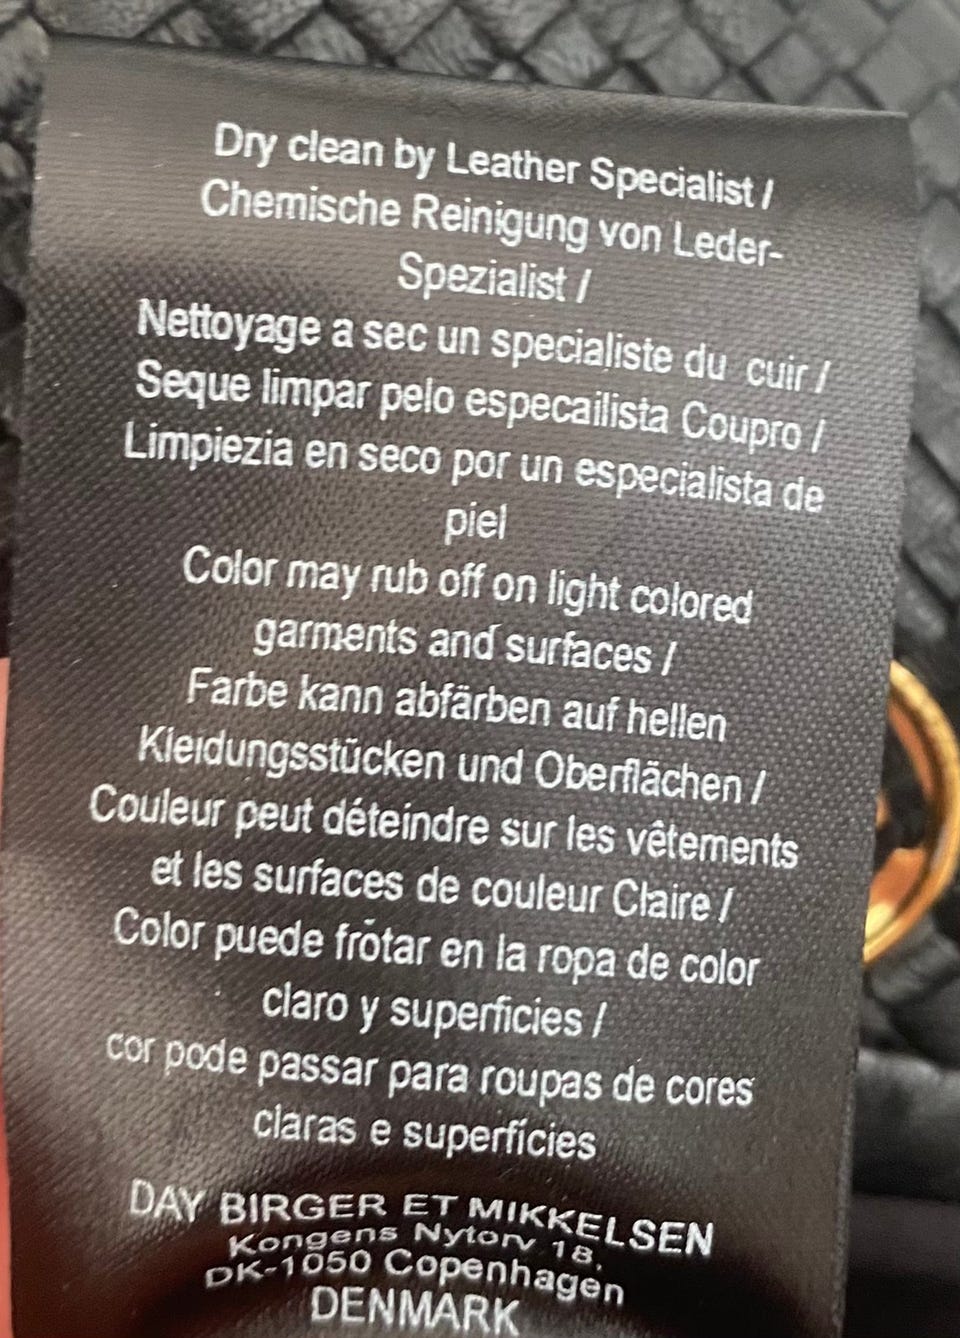 Dry clean by Leather Specialist /
Chemische Reinigung von Leder-
Spezialist /
Nettoyage a sec un specialiste du cuir /
Seque limpar pelo especailista Coupro /
Limpiezia en seco por un especialista de
piel
Color may rub off on light colored
garments and surfaces /
Farbe kann abfärben auf hellen
Kleidungsstücken und Oberflächen /
Couleur peut déteindre sur les vêtements
et les surfaces de couleur Claire /
Color puede frotar en la ropa de color
claro y superficies /
cor pode passar para roupas de cores
claras e superfícies
DAY BIRGER ET MIKKELSEN
Kongens Nytorv 18,
DK-1050 Copenhagen
DENMARK